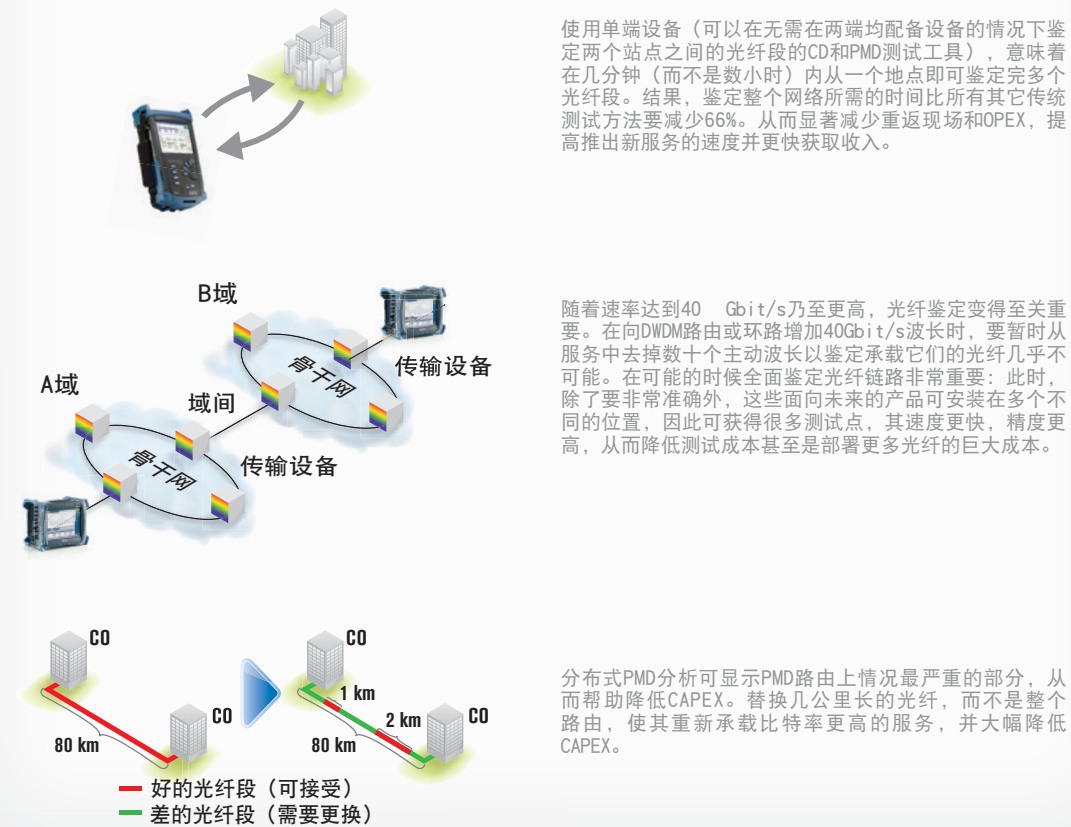 使用单端设备（可以在无需在两端均配备设备的情况下鉴
定两个站点之间的光纤段的CD和PMD测试工具），意味着
在几分钟（而不是数小时）内从一个地点即可鉴定完多个
光纤段。结果，鉴定整个网络所需的时间比所有其它传统
测试方法要减少66%。从而显著减少重返现场和OPEX，提
高推出新服务的速度并更快获取收入。
B域
骨干网
传输设备
A域
域间
骨干网
传输设备
随着速率达到40 Gbit/s乃至更高，光纤鉴定变得至关重
要。在向DWDM路由或环路增加40Gbit/s波长时，要暂时从
服务中去掉数十个主动波长以鉴定承载它们的光纤几乎不
可能。在可能的时候全面鉴定光纤链路非常重要：此时，
除了要非常准确外，这些面向未来的产品可安装在多个不
同的位置，因此可获得很多测试点，其速度更快，精度更
高，从而降低测试成本甚至是部署更多光纤的巨大成本。
CO
CO
80 km
CO
1 km
2 km
CO
80 km
好的光纤段（可接受）
差的光纤段（需要更换）
分布式PMD分析可显示PMD路由上情况最严重的部分，从
而帮助降低CAPEX。替换几公里长的光纤，而不是整个
路由，使其重新承载比特率更高的服务，并大幅降低
CAPEX。